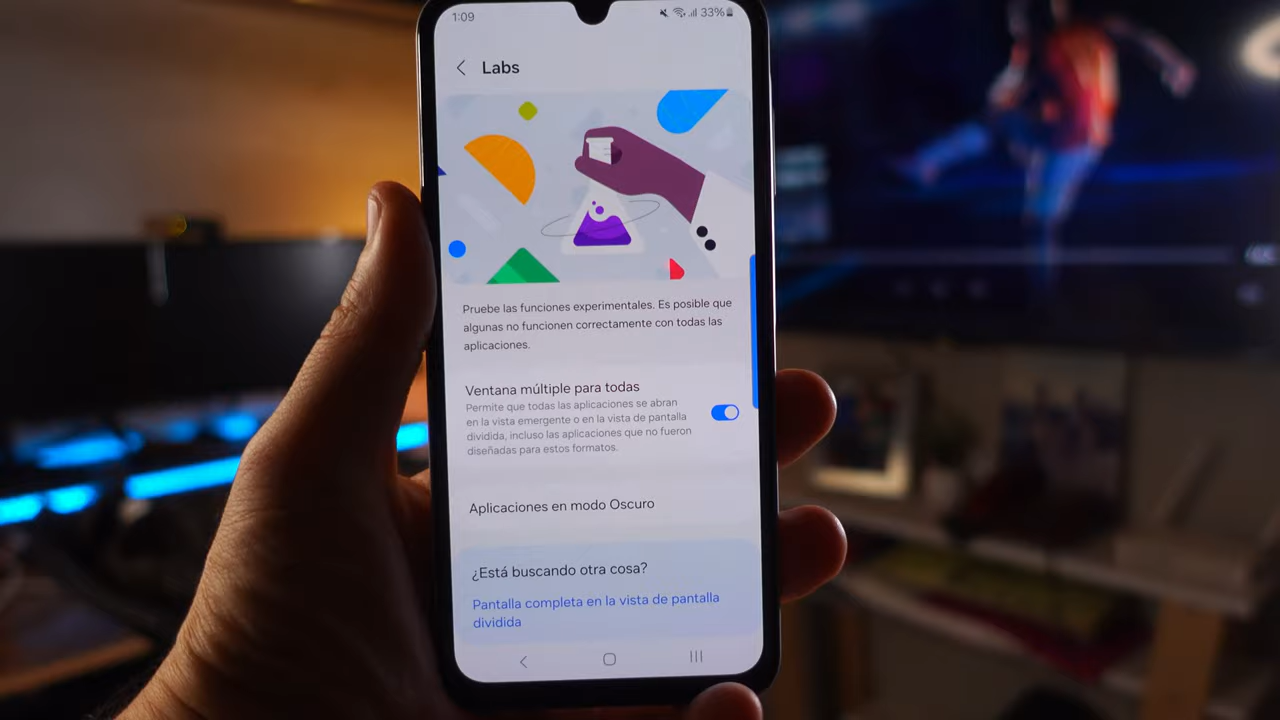 1:09
33%
Labs
Pruebe las funciones experimentales. Es posible que
algunas no funcionen correctamente con todas las
aplicaciones.
Ventana múltiple para todas
Permite que todas las aplicaciones se abran
en la vista emergente o en la vista de pantalla
dividida, incluso las aplicaciones que no fueron
diseñadas para estos formatos.
Aplicaciones en modo Oscuro
¿Está buscando otra cosa?
Pantalla completa en la vista de pantalla
dividida